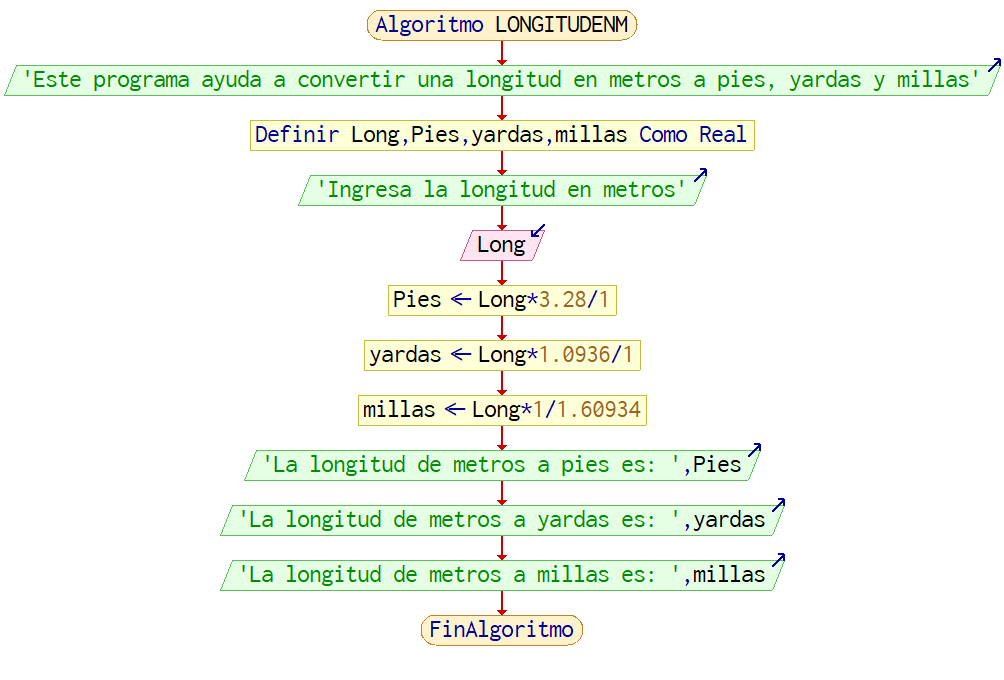 Algoritmo LONGITUDENM
'Este programa ayuda a convertir una longitud en metros a pies, yardas y millas'
Definir Long,Pies,yardas,millas Como Real
'Ingresa la longitud en metros'
Long
Pies ← Long*3.28/1
yardas ← Long*1.0936/1
millas ← Long*1/1.60934
'La longitud de metros a pies es: ',Pies
'La longitud de metros a yardas es: ',yardas
'La longitud de metros a millas es: ',millas
FinAlgoritmo